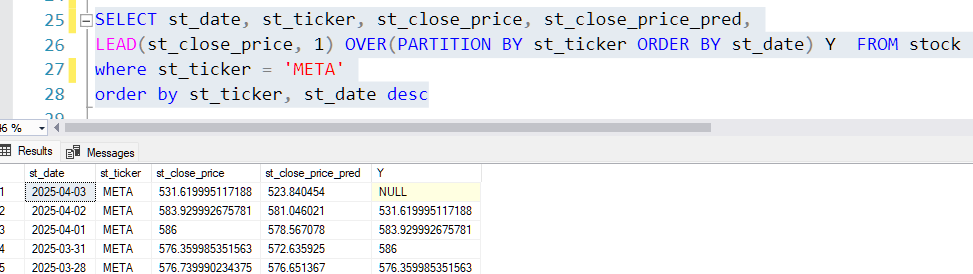 25 SELECT st_date, st_ticker, st_close_price, st_close_price_pred,
26 LEAD(st_close_price, 1) OVER(PARTITION BY st_ticker ORDER BY st_date) Y  FROM stock
27 where st_ticker = 'META'
28 order by st_ticker, st_date desc
29
46 %
Results Messages
st_date st_ticker st_close_price st_close_price_pred Y
1 2025-04-03 META 531.619995117188 523.840454 NULL
2 2025-04-02 META 583.929992675781 581.046021 531.619995117188
3 2025-04-01 META 586 578.567078 583.929992675781
4 2025-03-31 META 576.359985351563 572.635925 586
5 2025-03-28 META 576.739990234375 576.651367 576.359985351563